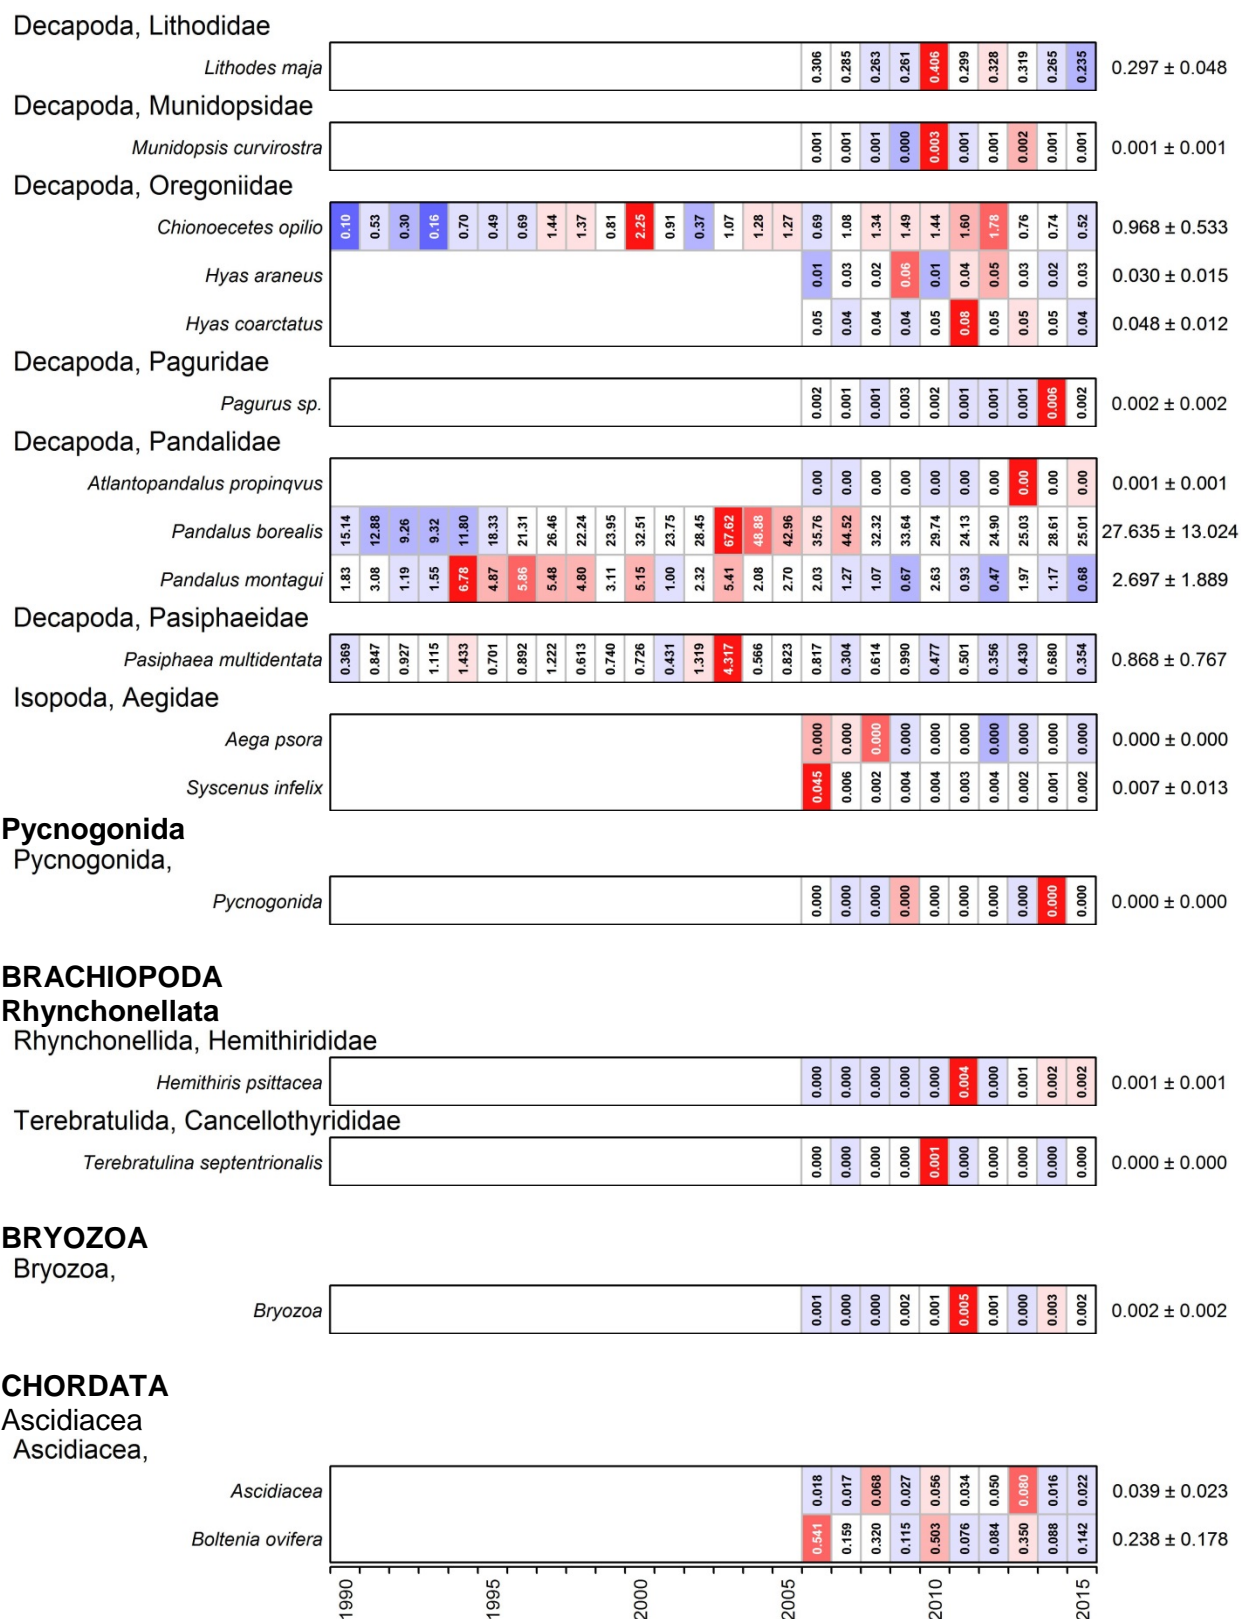 Decapoda, Lithodidae
Lithodes maja 0.306 0.285 0.263 0.261 0.406 0.299 0.328 0.319 0.265 0.235 0.297 ± 0.048
Decapoda, Munidopsidae
Munidopsis curvirostra 0.001 0.001 0.001 0.000 0.003 0.001 0.001 0.002 0.001 0.001 0.001 ± 0.001
Decapoda, Oregoniidae
Chionoecetes opilio 0.10 0.53 0.30 0.16 0.70 0.49 0.69 1.44 1.37 0.81 2.25 0.91 0.37 1.07 1.28 1.27 0.69 1.08 1.34 1.49 1.44 1.60 1.78 0.76 0.74 0.52 0.968 ± 0.533
Hyas araneus 0.01 0.03 0.02 0.06 0.01 0.04 0.05 0.03 0.02 0.03 0.030 ± 0.015
Hyas coarctatus 0.05 0.04 0.04 0.04 0.05 0.08 0.05 0.05 0.05 0.04 0.048 ± 0.012
Decapoda, Paguridae
Pagurus sp. 0.002 0.001 0.001 0.003 0.002 0.001 0.001 0.001 0.006 0.002 0.002 ± 0.002
Decapoda, Pandalidae
Atlantopandalus propinqvus 0.00 0.00 0.00 0.00 0.00 0.00 0.00 0.00 0.00 0.00 0.001 ± 0.001
Pandalus borealis 15.14 12.88 9.26 9.32 11.80 18.33 21.31 26.46 22.24 23.95 32.51 23.75 28.45 67.62 48.88 42.96 35.76 44.52 32.32 33.64 29.74 24.13 24.90 25.03 28.61 25.01 27.635 ± 13.024
Pandalus montagui 1.83 3.08 1.19 1.55 6.78 4.87 5.86 5.48 4.80 3.11 5.15 1.00 2.32 5.41 2.08 2.70 2.03 1.27 1.07 0.67 2.63 0.93 0.47 1.97 1.17 0.68 2.697 ± 1.889
Decapoda, Pasiphaeidae
Pasiphaea multidentata 0.369 0.847 0.927 1.115 1.433 0.701 0.892 1.222 0.613 0.740 0.726 0.431 1.319 4.317 0.566 0.823 0.817 0.304 0.614 0.990 0.477 0.501 0.356 0.430 0.680 0.354 0.868 ± 0.767
Isopoda, Aegidae
Aega psora 0.000 0.000 0.000 0.000 0.000 0.000 0.000 0.000 0.000 0.000 0.000 ± 0.000
Syscenus infelix 0.045 0.006 0.002 0.004 0.004 0.003 0.004 0.002 0.001 0.002 0.007 ± 0.013
Pycnogonida
Pycnogonida,
Pycnogonida 0.000 0.000 0.000 0.000 0.000 0.000 0.000 0.000 0.000 0.000 0.000 ± 0.000
BRACHIOPODA
Rhynchonellata
Rhynchonellida, Hemithirididae
Hemithiris psittacea 0.000 0.000 0.000 0.000 0.000 0.004 0.000 0.001 0.002 0.002 0.001 ± 0.001
Terebratulida, Cancellothyrididae
Terebratulina septentrionalis 0.000 0.000 0.000 0.000 0.001 0.000 0.000 0.000 0.000 0.000 0.000 ± 0.000
BRYOZOA
Bryozoa,
Bryozoa 0.001 0.000 0.000 0.002 0.001 0.005 0.001 0.000 0.003 0.002 0.002 ± 0.002
CHORDATA
Ascidiacea
Ascidiacea,
Ascidiacea 0.018 0.017 0.068 0.027 0.056 0.034 0.050 0.080 0.016 0.022 0.039 ± 0.023
Boltenia ovifera 0.541 0.159 0.320 0.115 0.503 0.076 0.084 0.350 0.088 0.142 0.238 ± 0.178
1990 1995 2000 2005 2010 2015